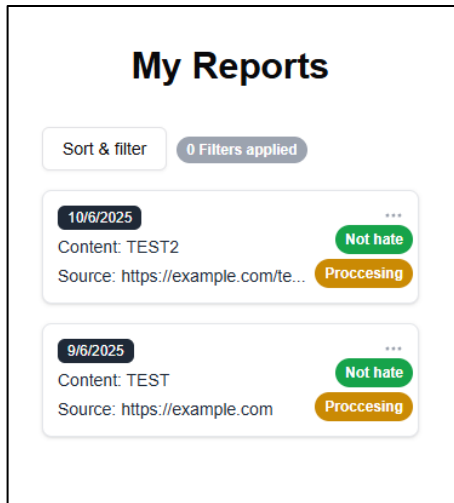 My Reports
Sort & filter 0 Filters applied
10/6/2025 ...
Content: TEST2 Not hate
Source: https://example.com/te... Proccesing
9/6/2025 ...
Content: TEST Not hate
Source: https://example.com Proccesing